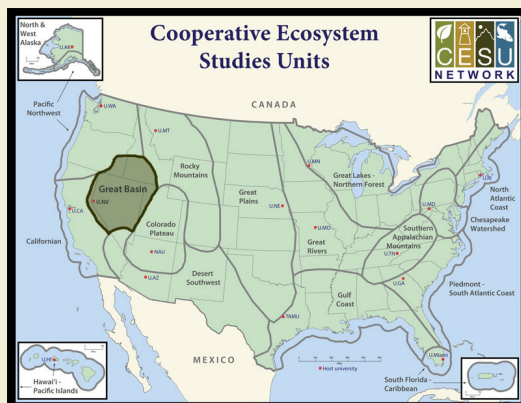 North &
West
Alaska
U.AK
Cooperative Ecosystem
Studies Units
CESU
NETWORK
Pacific
Northwest
CANADA
U.WA
U.MT
Rocky
Mountains
U.MN
Great Lakes -
Northern Forest
Great Basin
U.NV
Great
Plains
U.NE
U.RI
North
Atlantic
Coast
U.MD
Chesapeake
Watershed
U.CA
Colorado
Plateau
U.MO
Southern
Appalachian
Mountains
Californian
NAU
Great
Rivers
U.TN
U.AZ
Desert
Southwest
U.GA
Piedmont -
South Atlantic Coast
Gulf
Coast
TAMU
MEXICO
U.HI
Hawai'i -
Pacific Islands
Host university
U.Miami
South Florida -
Caribbean